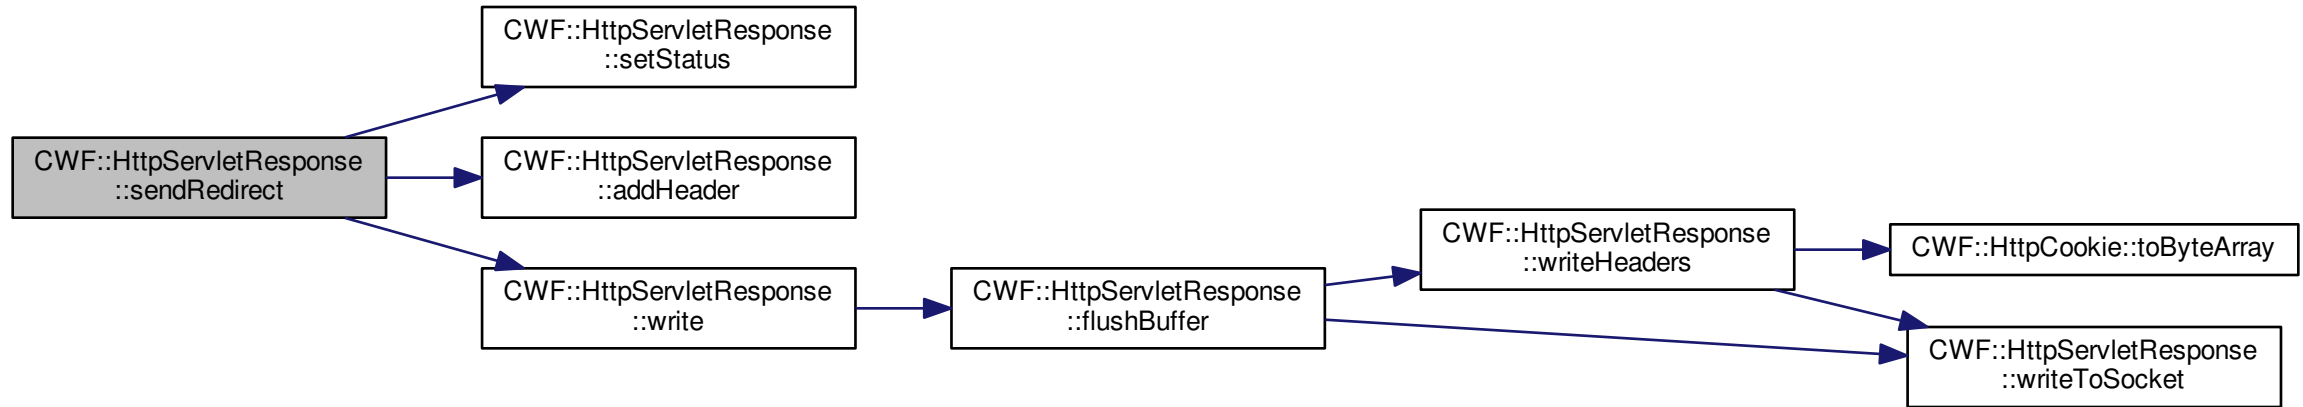 CWF::HttpServletResponse
::setStatus
CWF::HttpServletResponse
::sendRedirect
CWF::HttpServletResponse
::addHeader
CWF::HttpServletResponse
::write
CWF::HttpServletResponse
::flushBuffer
CWF::HttpServletResponse
::writeHeaders
CWF::HttpCookie::toByteArray
CWF::HttpServletResponse
::writeToSocket